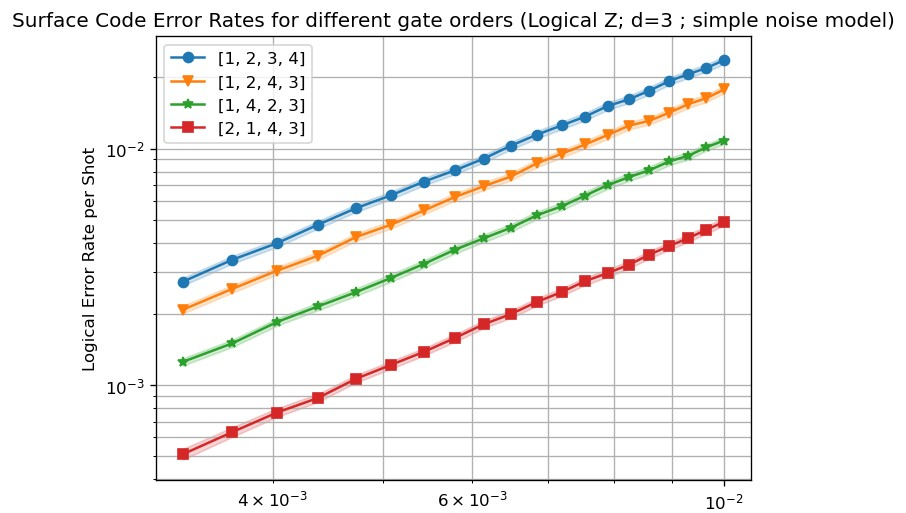 Surface Code Error Rates for different gate orders (Logical Z; d=3 ; simple noise model)
[1, 2, 3, 4]
[1, 2, 4, 3]
[1, 4, 2, 3]
[2, 1, 4, 3]
Logical Error Rate per Shot
10⁻²
10⁻³
4 × 10⁻³
6 × 10⁻³
10⁻²